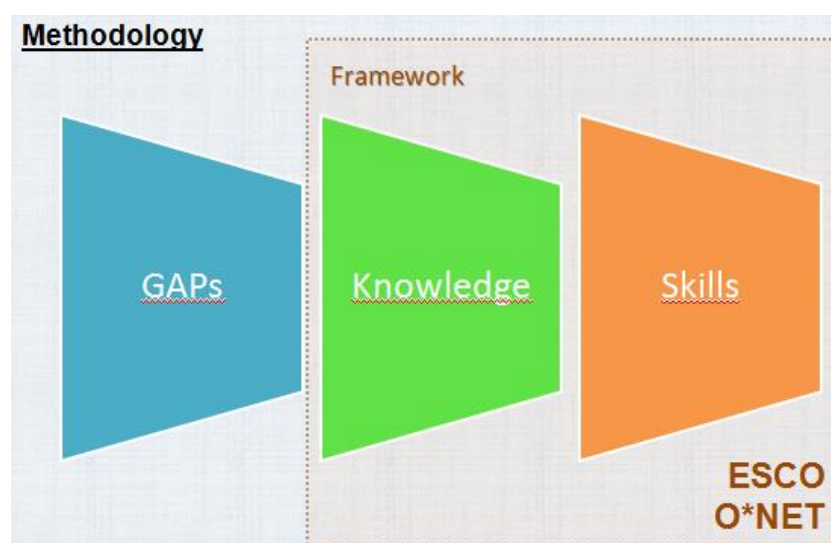 Methodology
Framework
GAPs
Knowledge
Skills
ESCO
O*NET